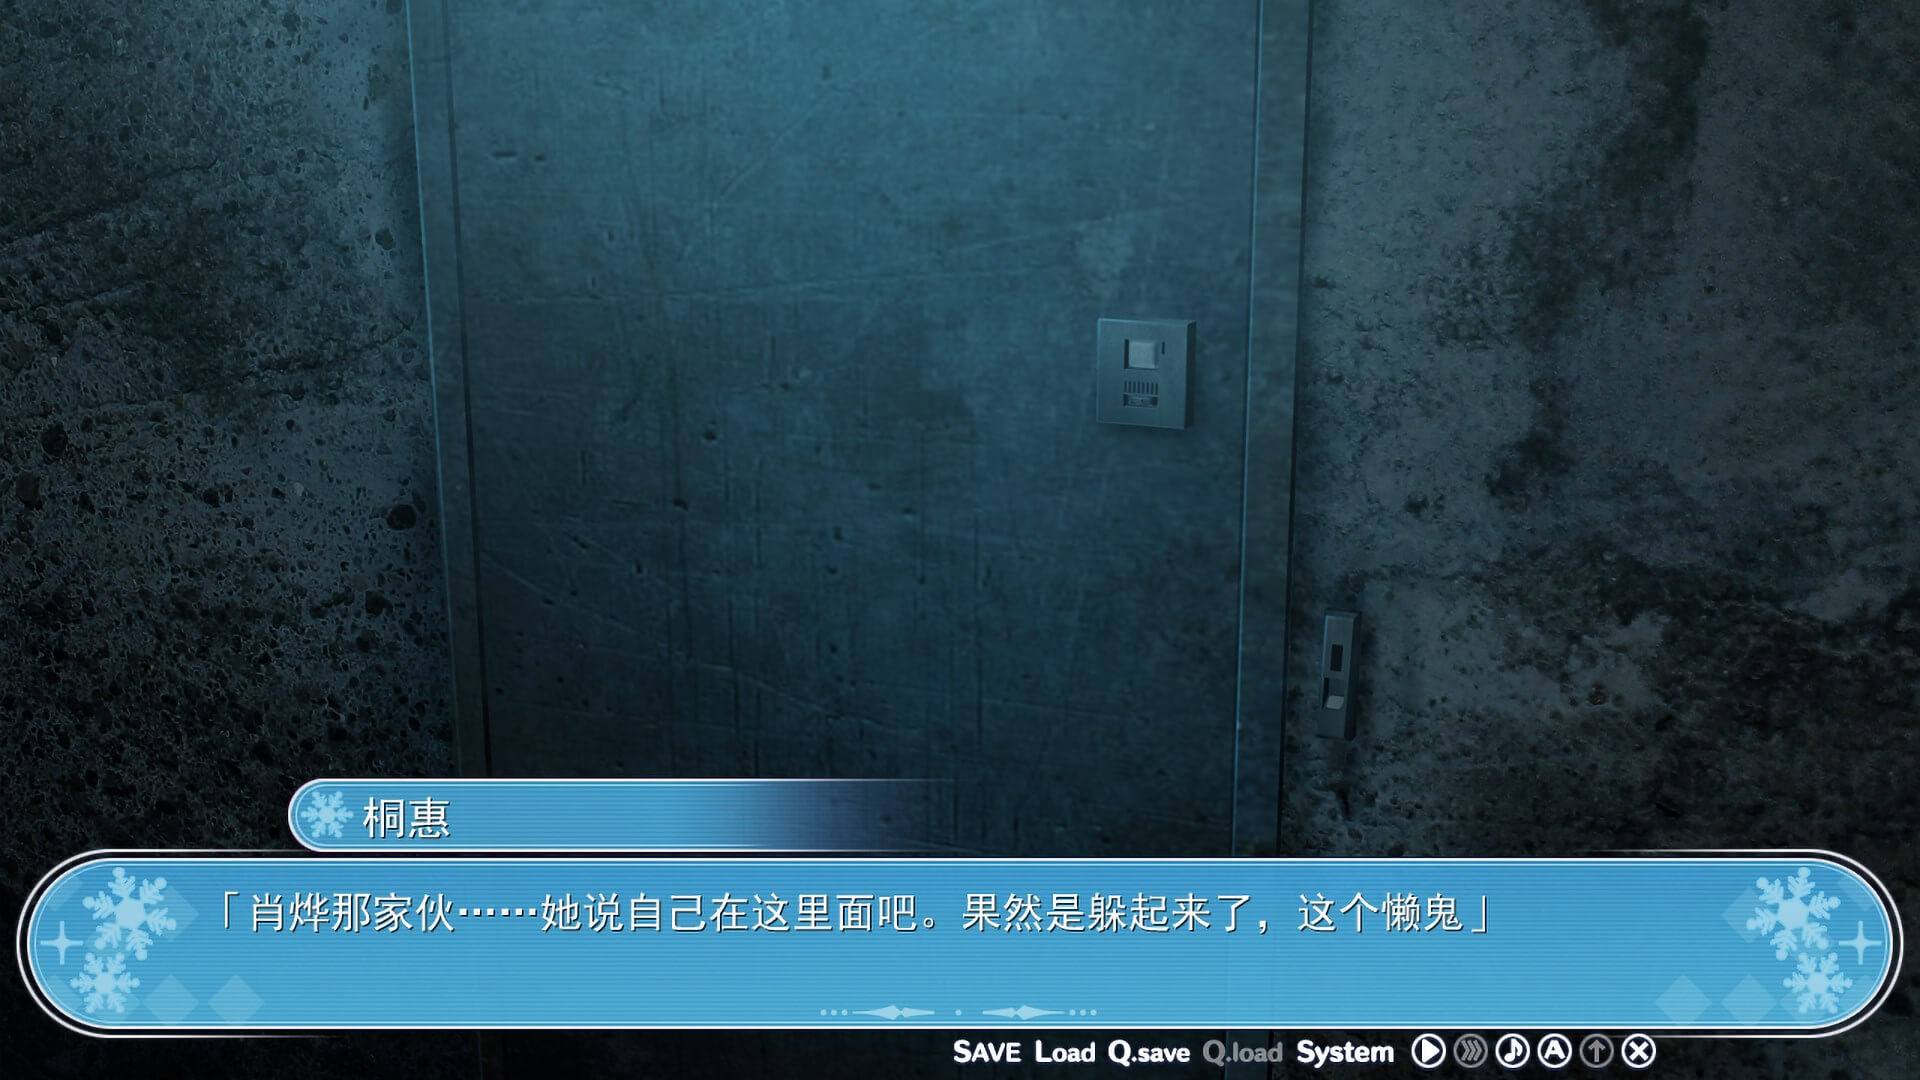 桐惠
「肖烨那家伙……她说自己在这里面吧。果然是躲起来了，这个懒鬼」
SAVE Load Q.save Q.load System